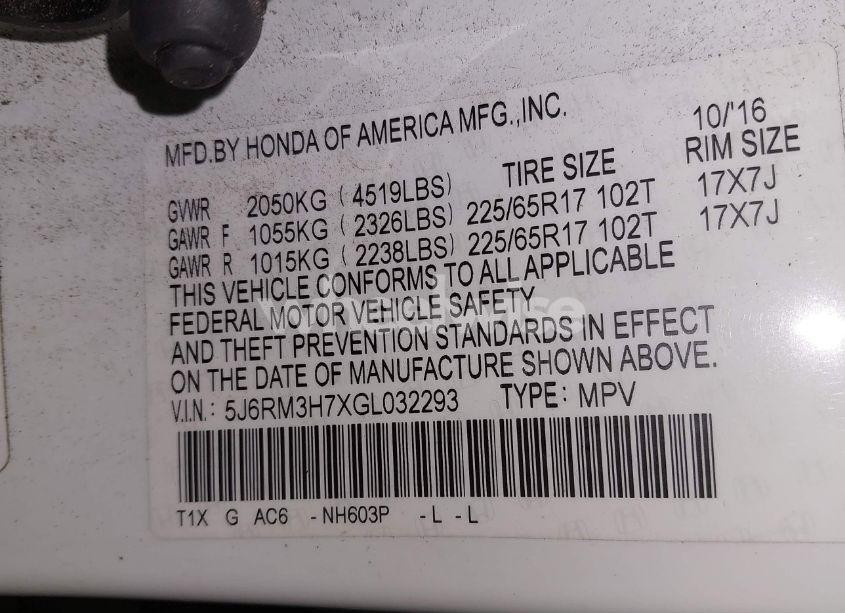 MFD.BY HONDA OF AMERICA MFG.,INC. 10/'16
TIRE SIZE RIM SIZE
GVWR 2050KG (4519LBS)
GAWR F 1055KG (2326LBS) 225/65R17 102T 17X7J
GAWR R 1015KG (2238LBS) 225/65R17 102T 17X7J
THIS VEHICLE CONFORMS TO ALL APPLICABLE
FEDERAL MOTOR VEHICLE SAFETY
AND THEFT PREVENTION STANDARDS IN EFFECT
ON THE DATE OF MANUFACTURE SHOWN ABOVE.
V.I.N.: 5J6RM3H7XGL032293 TYPE: MPV
T1X G AC6 -NH603P -L -L